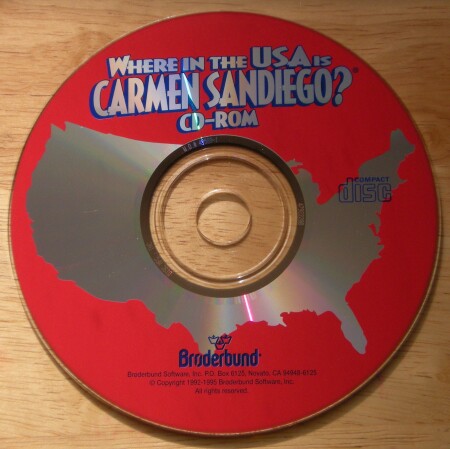 WHERE IN THE USA IS
CARMEN SANDIEGO?®
CD-ROM
COMPACT
disc
Brøderbund®
Brøderbund Software, Inc. P.O. Box 6125, Novato, CA 94948-6125
© Copyright 1992-1995 Brøderbund Software, Inc.
All rights reserved.